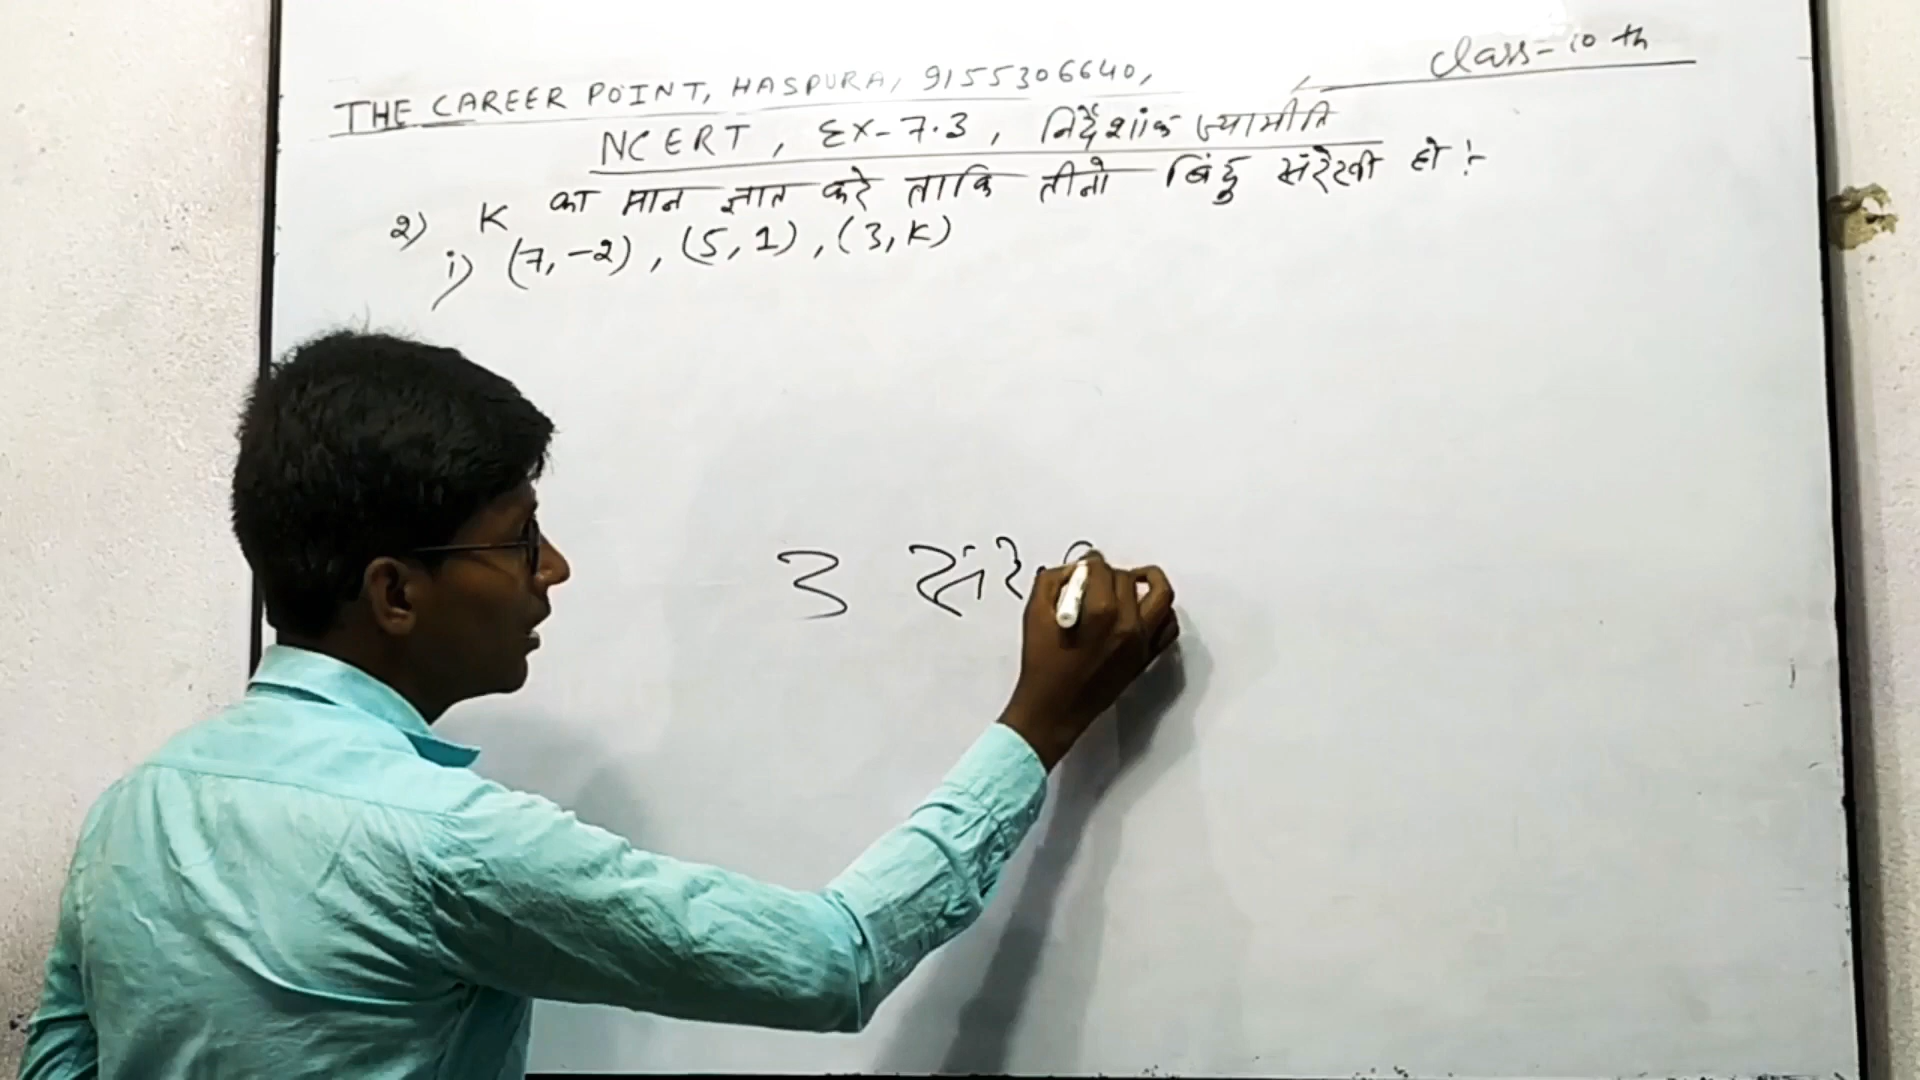 Class - 10 th
THE CAREER POINT, HASPURA, 9155306640,
NCERT, Ex-7.3, निर्देशांक ज्यामीति
2) K का मान ज्ञात करे ताकि तीनो बिंदु संरेखी हो :-
i) (7, -2), (5, 1), (3, K)
3